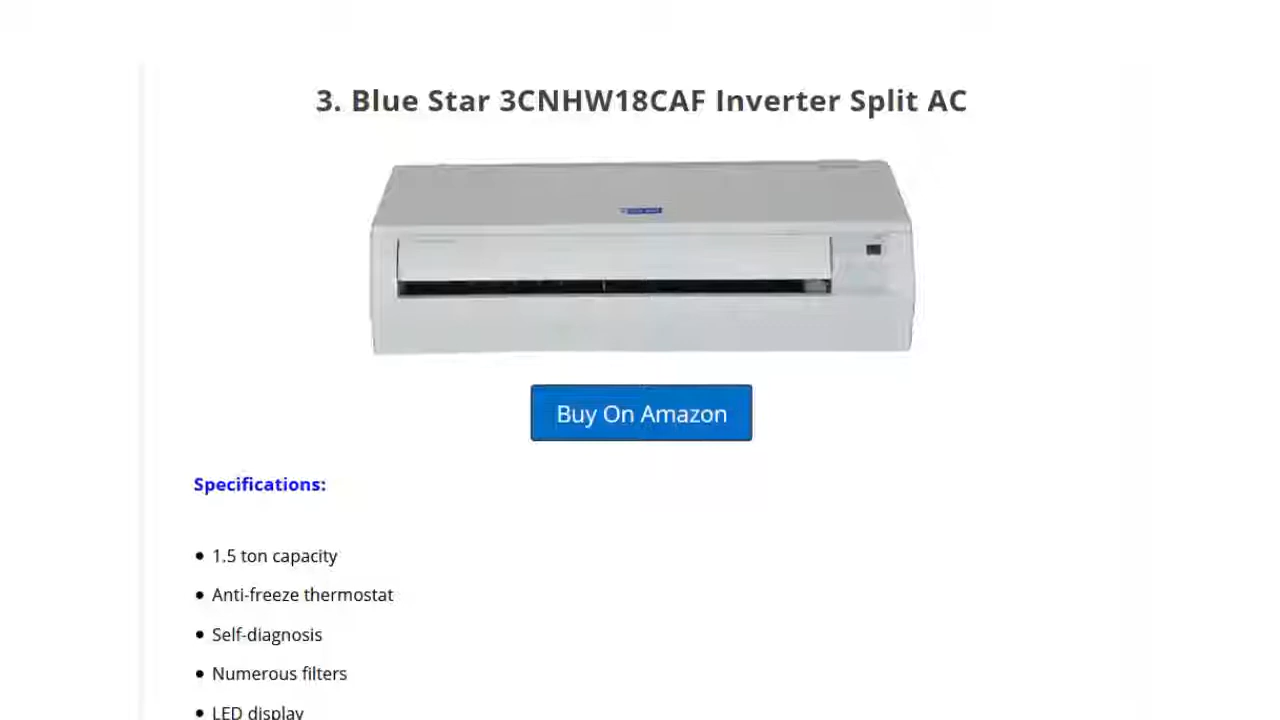 3. Blue Star 3CNHW18CAF Inverter Split AC
Buy On Amazon
Specifications:
• 1.5 ton capacity
• Anti-freeze thermostat
• Self-diagnosis
• Numerous filters
• LED display